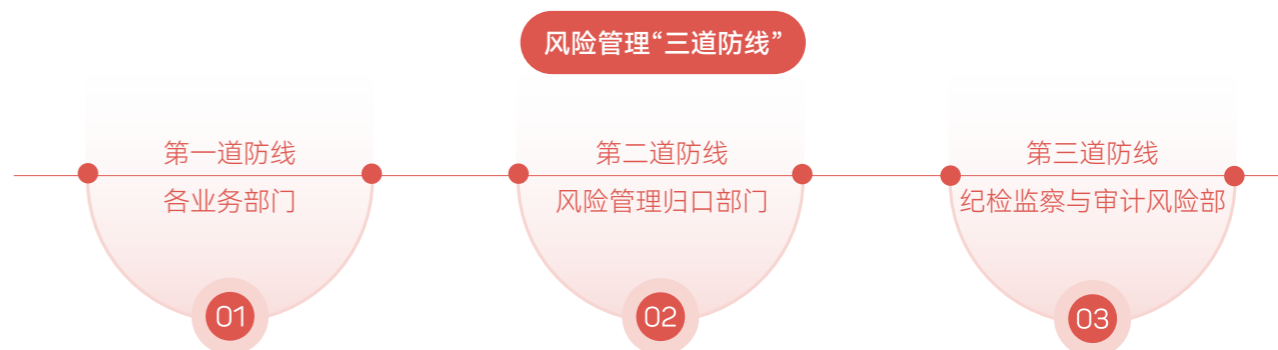 风险管理“三道防线”
第一道防线
各业务部门
01
第二道防线
风险管理归口部门
02
第三道防线
纪检监察与审计风险部
03